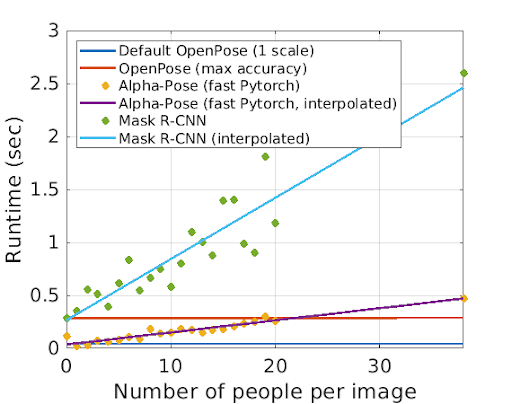 3
2.5
2
1.5
1
0.5
0
Runtime (sec)
Default OpenPose (1 scale)
OpenPose (max accuracy)
Alpha-Pose (fast Pytorch)
Alpha-Pose (fast Pytorch, interpolated)
Mask R-CNN
Mask R-CNN (interpolated)
0 10 20 30
Number of people per image